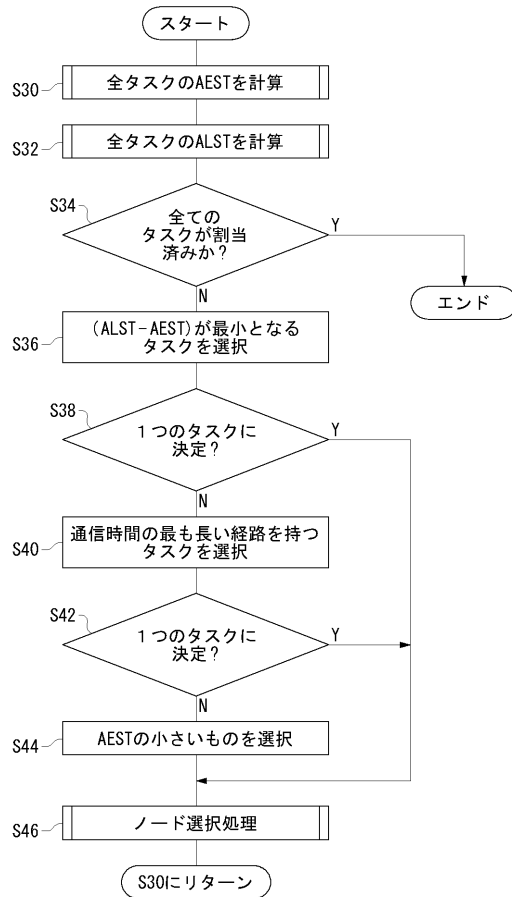 スタート
S30
全タスクのAESTを計算
S32
全タスクのALSTを計算
S34
全ての
タスクが割当
済みか?
Y
N
エンド
S36
(ALST-AEST)が最小となる
タスクを選択
S38
1つのタスクに
決定?
Y
N
S40
通信時間の最も長い経路を持つ
タスクを選択
S42
1つのタスクに
決定?
Y
N
S44
AESTの小さいものを選択
S46
ノード選択処理
S30にリターン